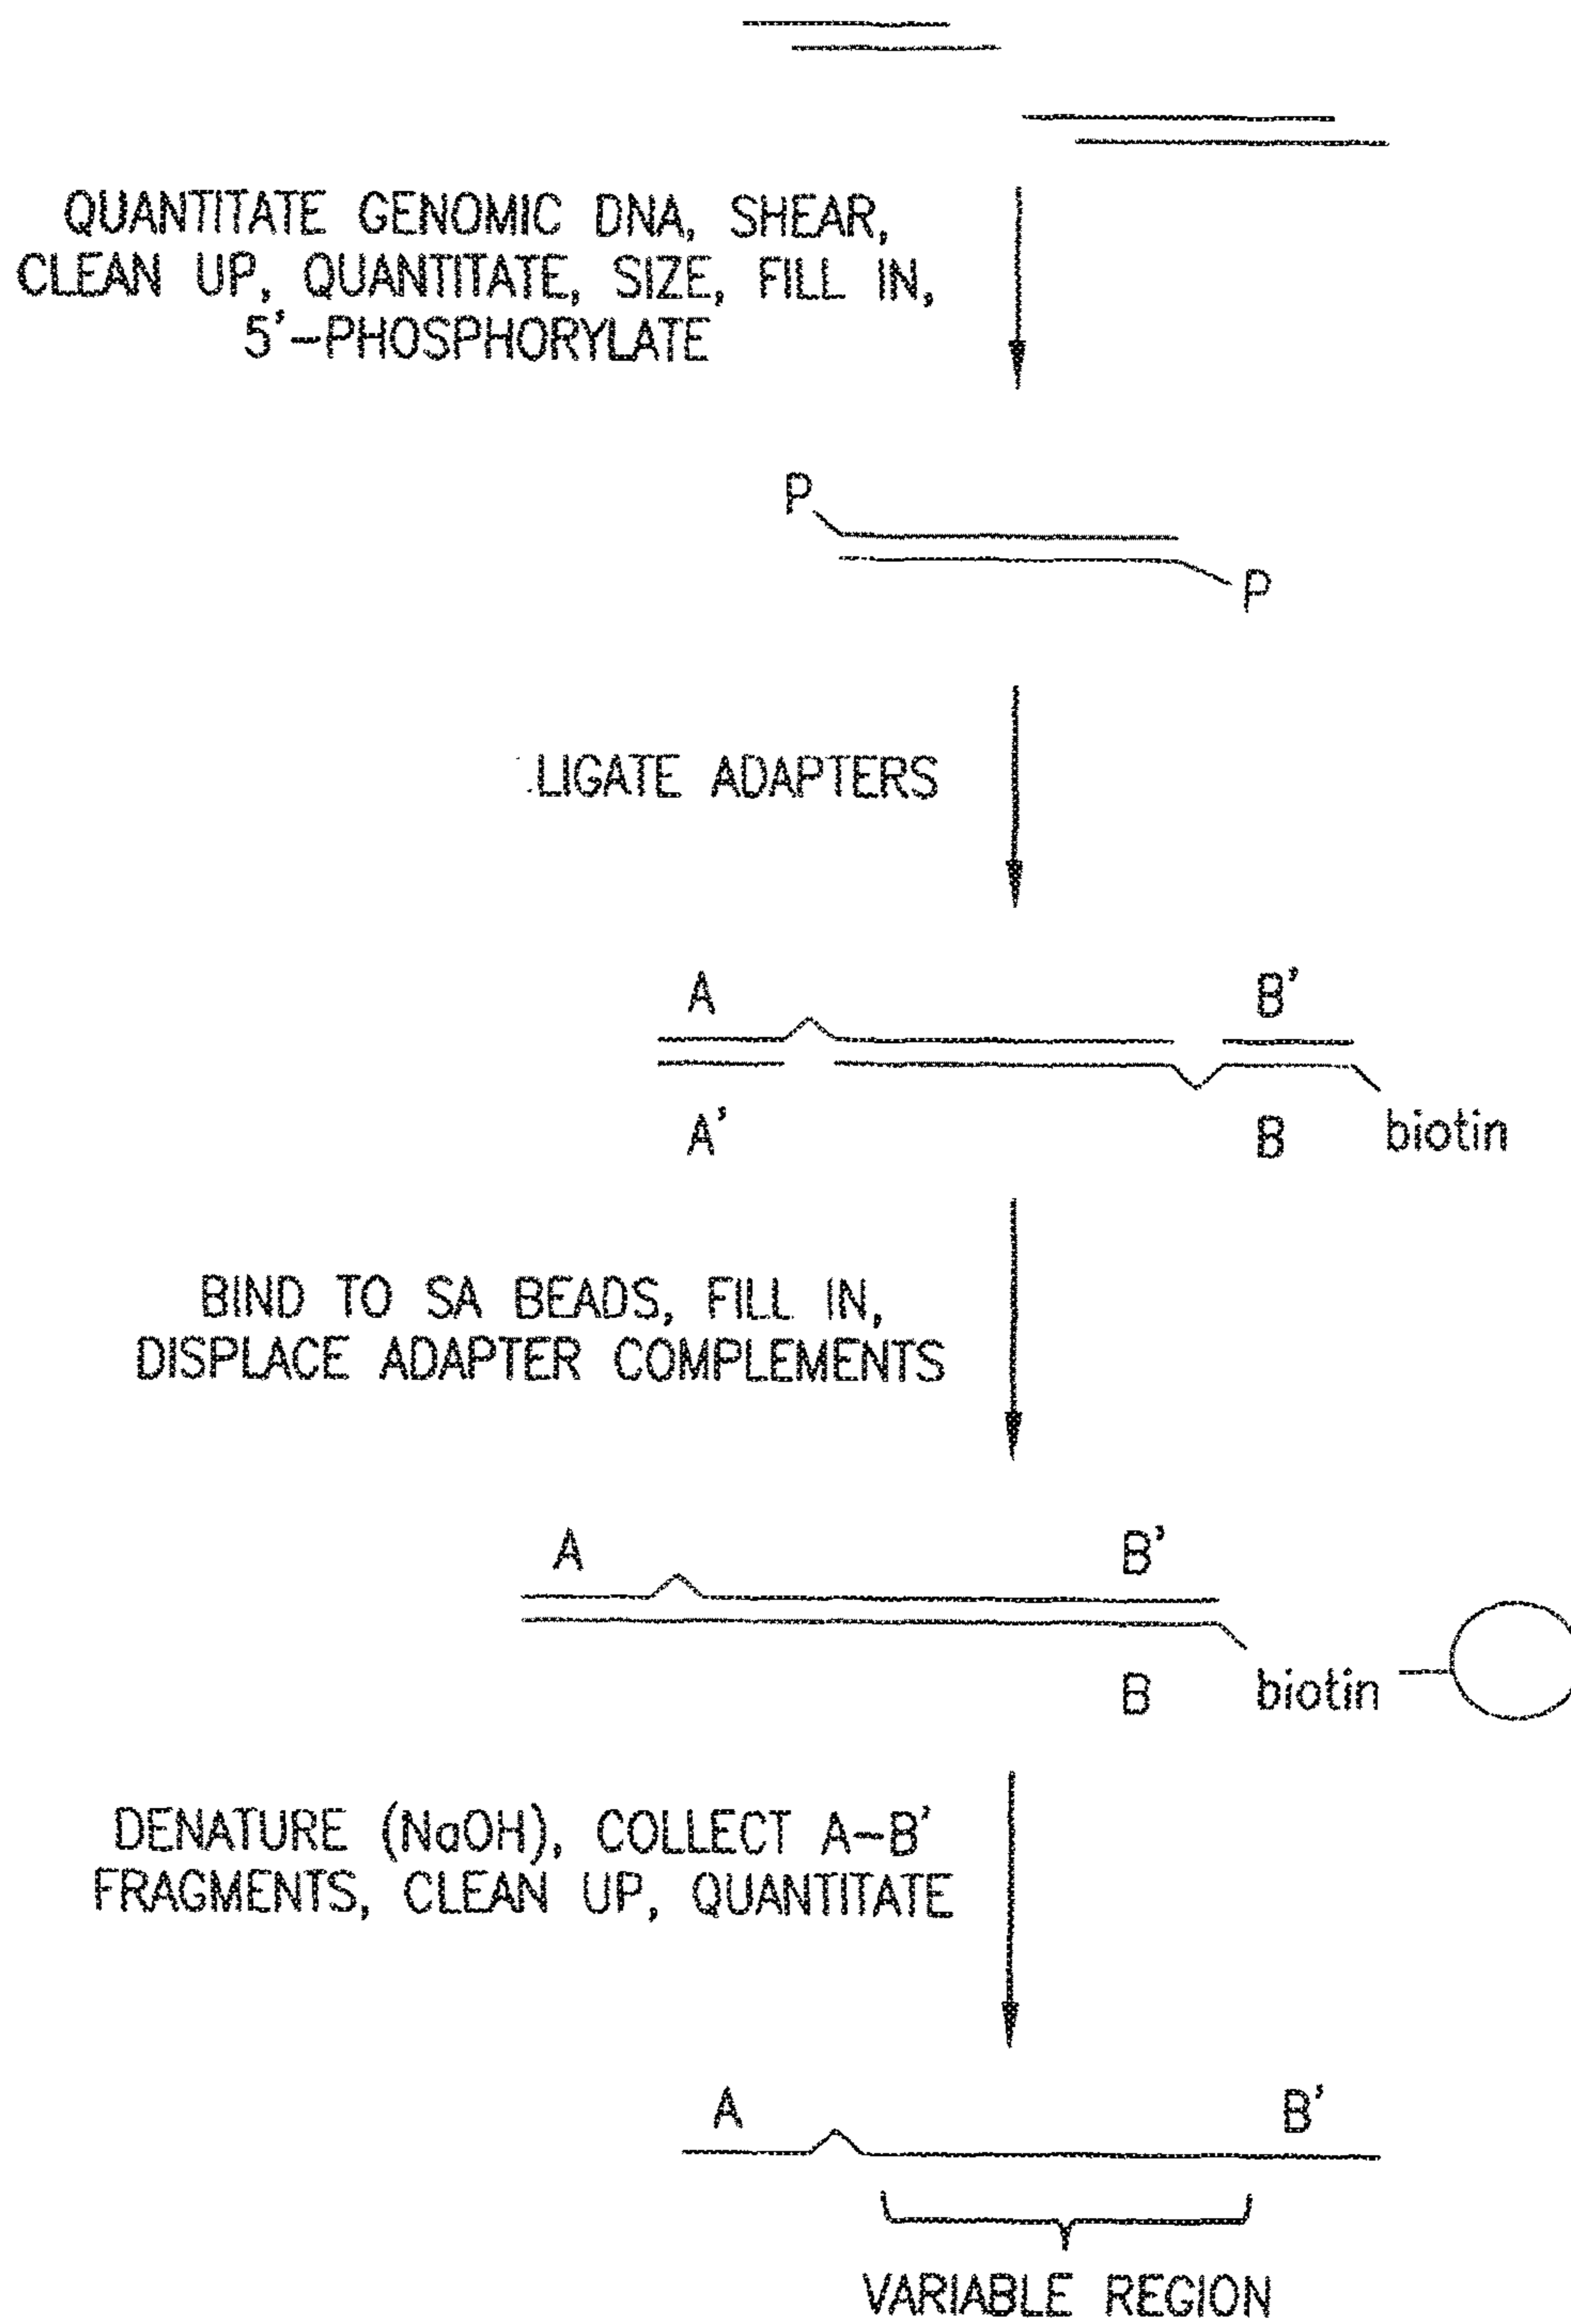 QUANTITATE GENOMIC DNA, SHEAR,
CLEAN UP, QUANTITATE, SIZE, FILL IN,
5'-PHOSPHORYLATE
P
P
LIGATE ADAPTERS
A B'
A' B biotin
BIND TO SA BEADS, FILL IN,
DISPLACE ADAPTER COMPLEMENTS
A B'
B biotin
DENATURE (NaOH), COLLECT A-B'
FRAGMENTS, CLEAN UP, QUANTITATE
A B'
VARIABLE REGION